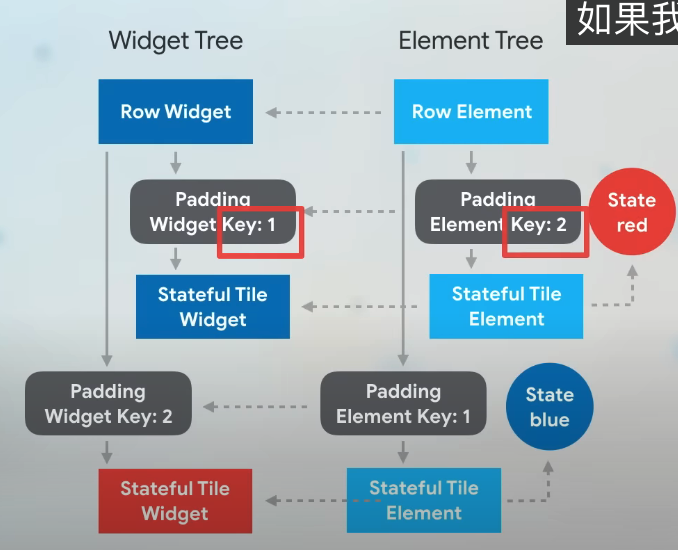 如果我
Widget Tree
Element Tree
Row Widget
Row Element
Padding
Widget Key: 1
Padding
Element Key: 2
State
red
Stateful Tile
Widget
Stateful Tile
Element
Padding
Widget Key: 2
Padding
Element Key: 1
State
blue
Stateful Tile
Widget
Stateful Tile
Element